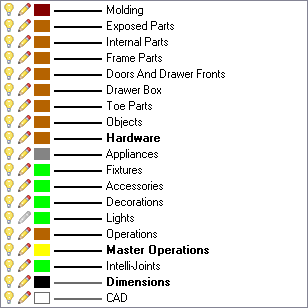 Molding
Exposed Parts
Internal Parts
Frame Parts
Doors And Drawer Fronts
Drawer Box
Toe Parts
Objects
Hardware
Appliances
Fixtures
Accessories
Decorations
Lights
Operations
Master Operations
Intelli-Joints
Dimensions
CAD